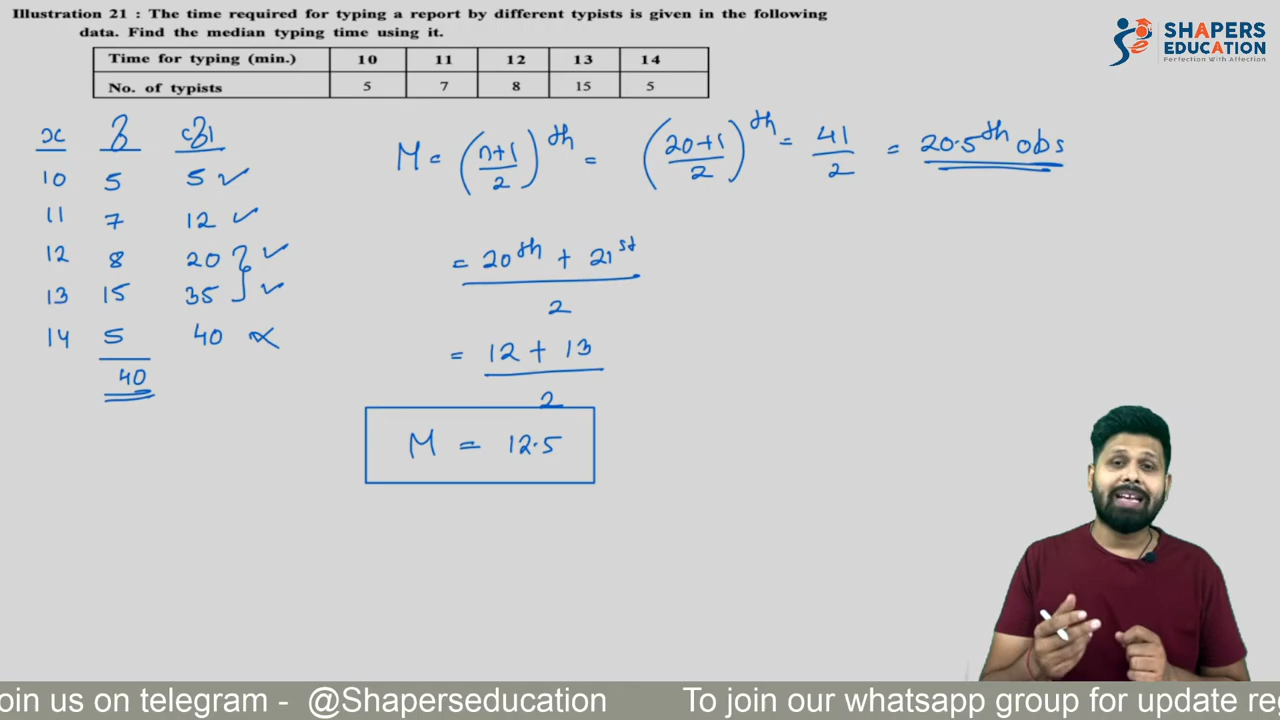 Illustration 21 : The time required for typing a report by different typists is given in the following
data. Find the median typing time using it.
Time for typing (min.) 10 11 12 13 14
No. of typists 5 7 8 15 5
SHAPERS
EDUCATION
Perfection With Affection
x f cf
10 5 5 ✓
11 7 12 ✓
12 8 20 ✓
13 15 35 ✓
14 5 40 ×
40
M = (n+1/2)th = (20+1/2)th = 41/2 = 20.5th obs
= 20th + 21st / 2
= 12 + 13 / 2
M = 12.5
oin us on telegram - @Shaperseducation To join our whatsapp group for update re